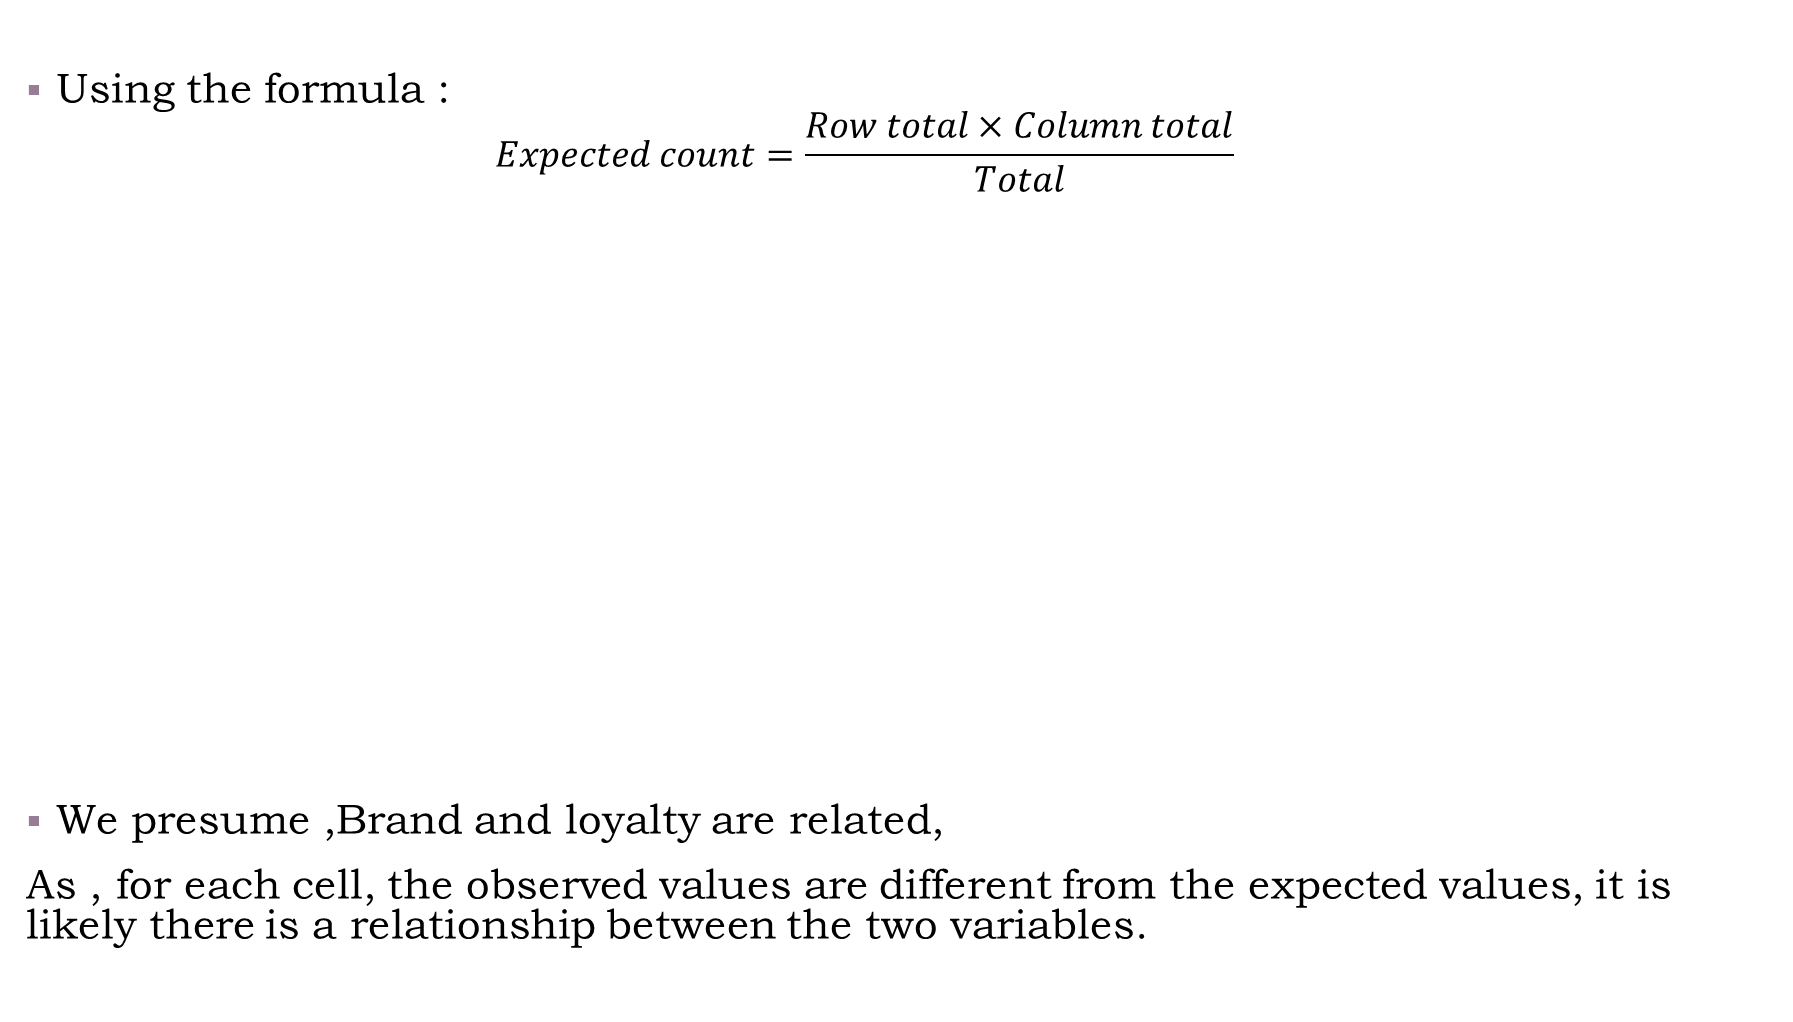 ▪ Using the formula :
Expected count = Row total × Column total / Total
▪ We presume ,Brand and loyalty are related,
As , for each cell, the observed values are different from the expected values, it is
likely there is a relationship between the two variables.